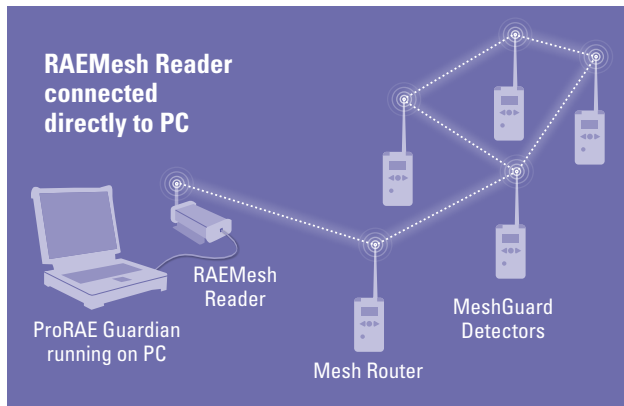 RAEMesh Reader
connected
directly to PC
RAEMesh
Reader
ProRAE Guardian
running on PC
Mesh Router
MeshGuard
Detectors